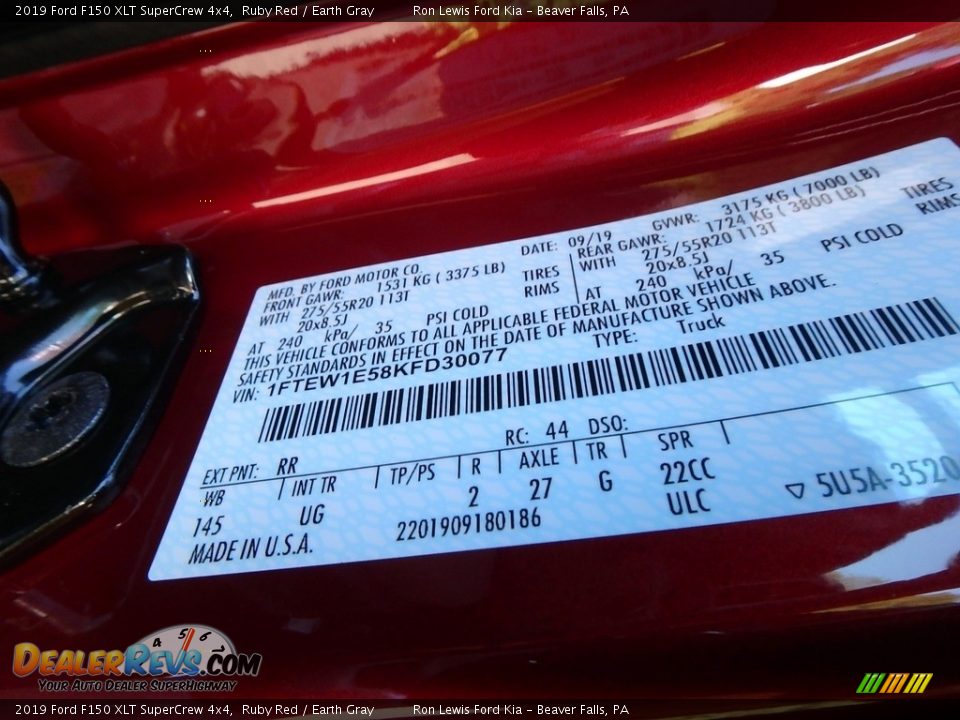 2019 Ford F150 XLT SuperCrew 4x4, Ruby Red / Earth Gray Ron Lewis Ford Kia - Beaver Falls, PA
MFD. BY FORD MOTOR CO. DATE: 09/19 GVWR: 3175 KG ( 7000 LB)
FRONT GAWR: 1531 KG ( 3375 LB) REAR GAWR: 1724 KG ( 3800 LB)
WITH 275/55R20 113T TIRES WITH 275/55R20 113T TIRES
20x8.5J RIMS 20x8.5J RIMS
AT 240 kPa/ 35 PSI COLD AT 240 kPa/ 35 PSI COLD
THIS VEHICLE CONFORMS TO ALL APPLICABLE FEDERAL MOTOR VEHICLE
SAFETY STANDARDS IN EFFECT ON THE DATE OF MANUFACTURE SHOWN ABOVE.
VIN: 1FTEW1E58KFD30077 TYPE: Truck
EXT PNT: RR RC: 44 DSO:
WB INT TR TP/PS R AXLE TR SPR
145 UG 2 27 G 22CC
ULC
MADE IN U.S.A. 2201909180186 5U5A-3520
4 5 6
DEALERREVS.COM
YOUR AUTO DEALER SUPERHIGHWAY
2019 Ford F150 XLT SuperCrew 4x4, Ruby Red / Earth Gray Ron Lewis Ford Kia - Beaver Falls, PA